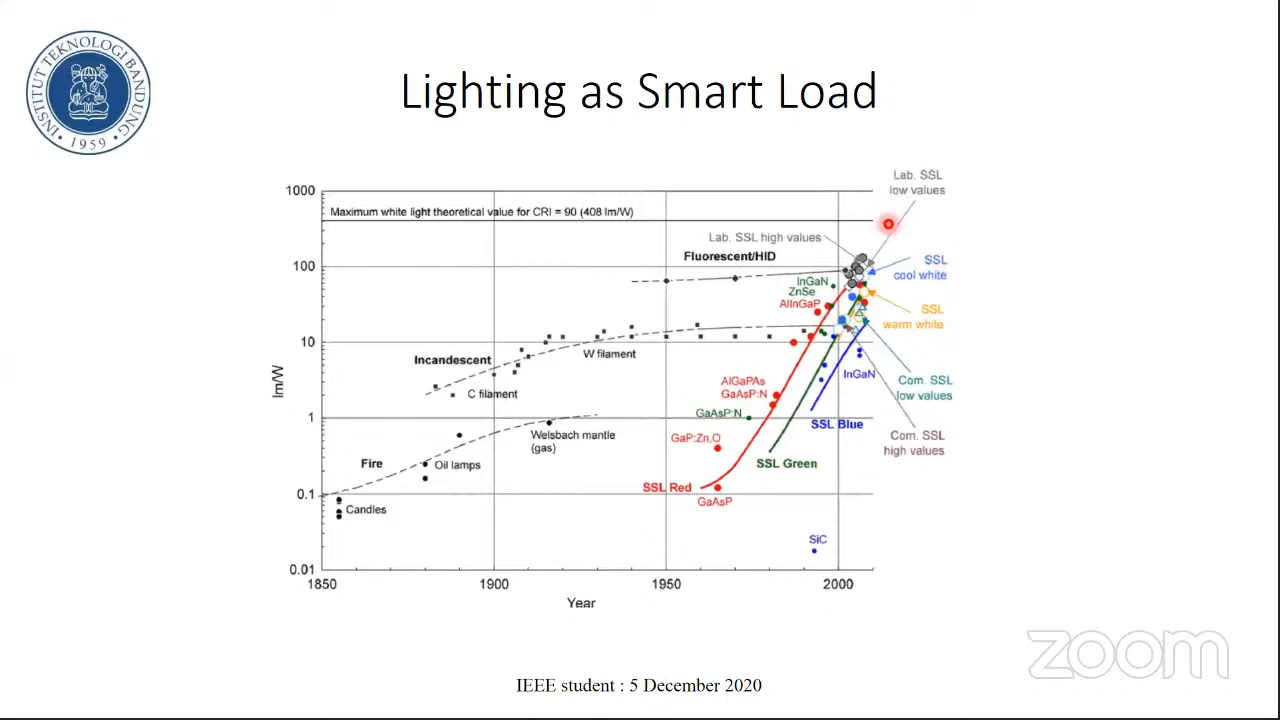 INSTITUT TEKNOLOGI BANDUNG
1959
Lighting as Smart Load
Lab. SSL
low values
1000
Maximum white light theoretical value for CRI = 90 (408 lm/W)
Lab. SSL high values
Fluorescent/HID
SSL
cool white
100
InGaN
ZnSe
AlInGaP
SSL
warm white
10
W filament
Incandescent
C filament
InGaN
AlGaPAs
GaAsP:N
Com. SSL
low values
lm/W
GaAsP:N
1
SSL Blue
Welsbach mantle
(gas)
GaP:Zn,O
Com. SSL
high values
Fire
Oil lamps
SSL Green
SSL Red
0.1
GaAsP
Candles
SiC
0.01
1850
1900
1950
2000
Year
zoom
IEEE student : 5 December 2020